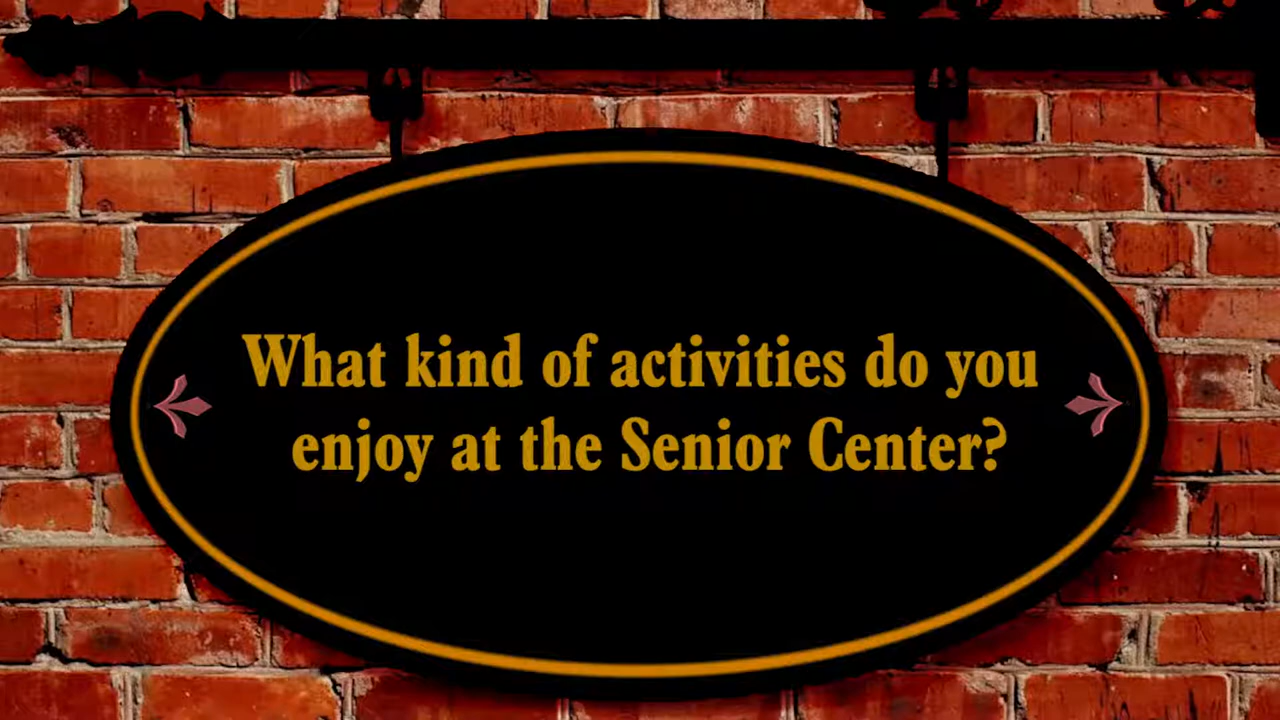 What kind of activities do you
enjoy at the Senior Center?